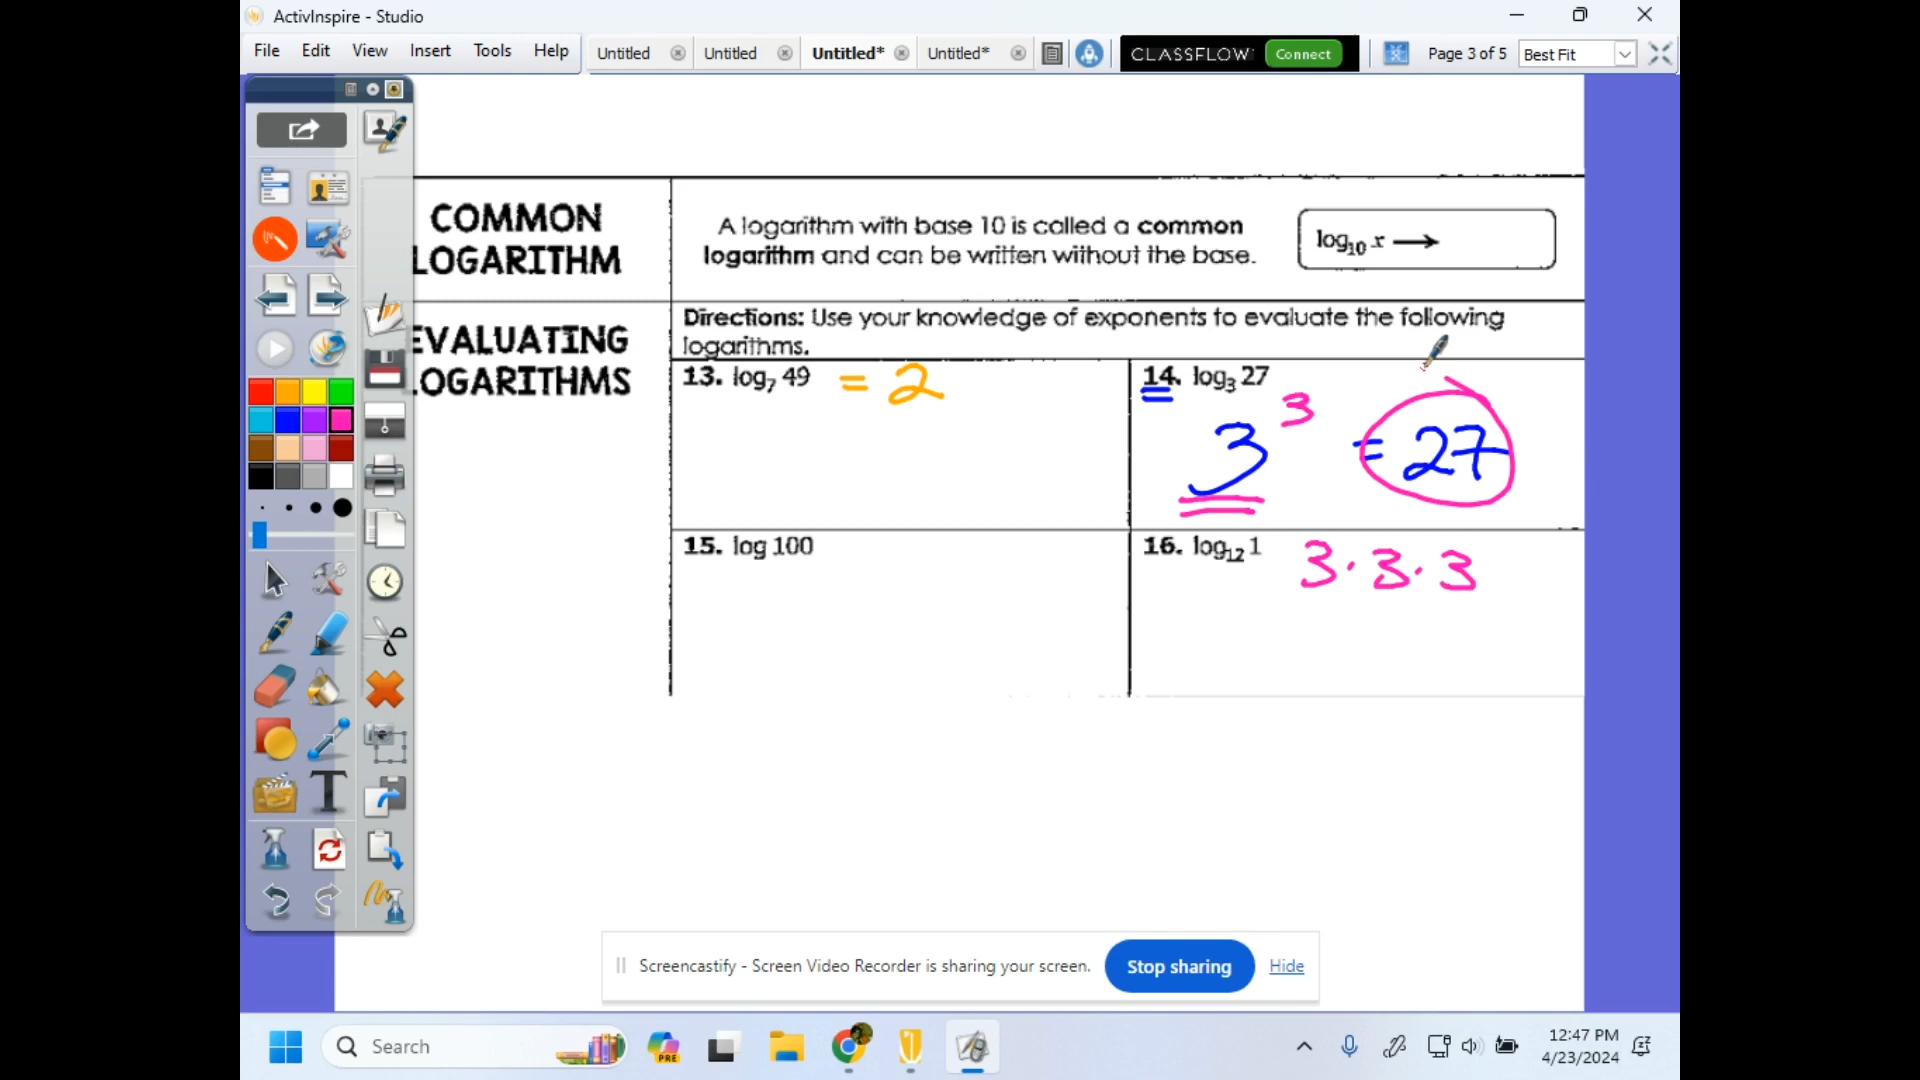 ActivInspire - Studio
File Edit View Insert Tools Help Untitled Untitled Untitled* Untitled* CLASSFLOW Connect Page 3 of 5 Best Fit
COMMON LOGARITHM
A logarithm with base 10 is called a common
logarithm and can be written without the base.
log₁₀ x →
EVALUATING
LOGARITHMS
Directions: Use your knowledge of exponents to evaluate the following
logarithms.
13. log₇ 49 = 2
14. log₃ 27
3³ = 27
15. log 100
16. log₁₂ 1 3·3·3
T
Screencastify - Screen Video Recorder is sharing your screen. Stop sharing Hide
Search
PRE
12:47 PM
4/23/2024